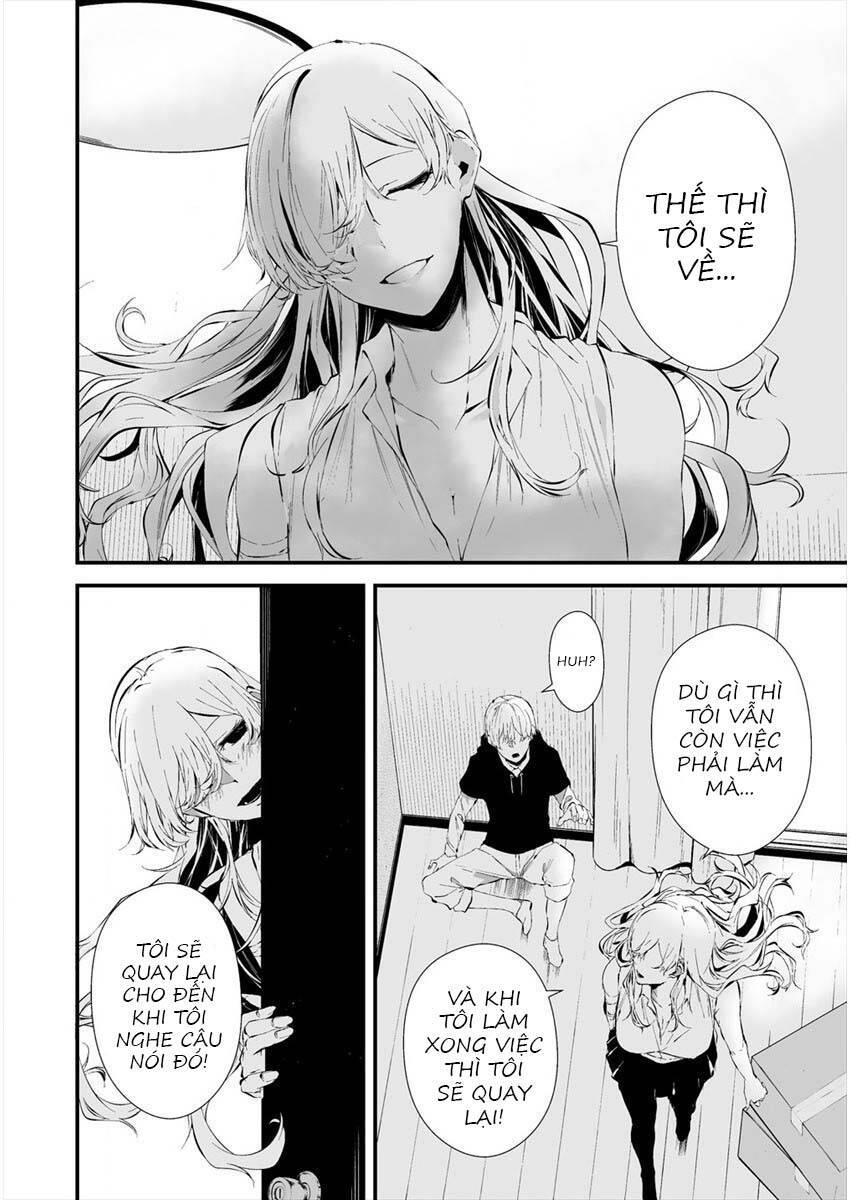 THẾ THÌ
TÔI SẼ
VỀ...
DÙ GÌ THÌ
TÔI VẪN
CÒN VIỆC
PHẢI LÀM
MÀ...
HUH?
VÀ KHI
TÔI LÀM
XONG VIỆC
THÌ TÔI
SẼ QUAY
LẠI!
TÔI SẼ
QUAY LẠI
CHO ĐẾN
KHI TÔI
NGHE CÂU
NÓI ĐÓ!